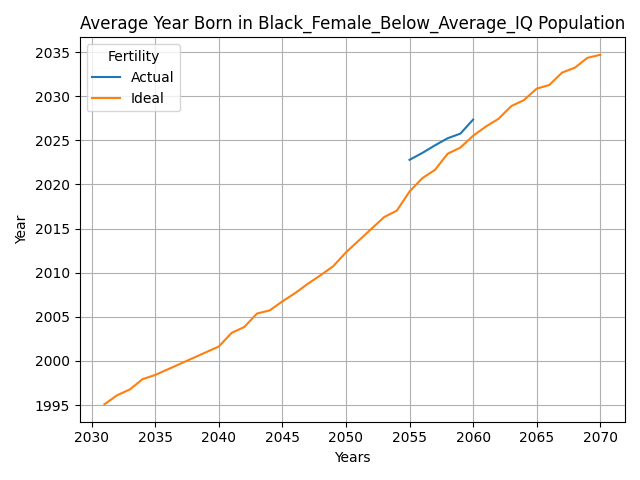 Average Year Born in Black_Female_Below_Average_IQ Population
Fertility
Actual
Ideal
Year
2035
2030
2025
2020
2015
2010
2005
2000
1995
2030 2035 2040 2045 2050 2055 2060 2065 2070
Years